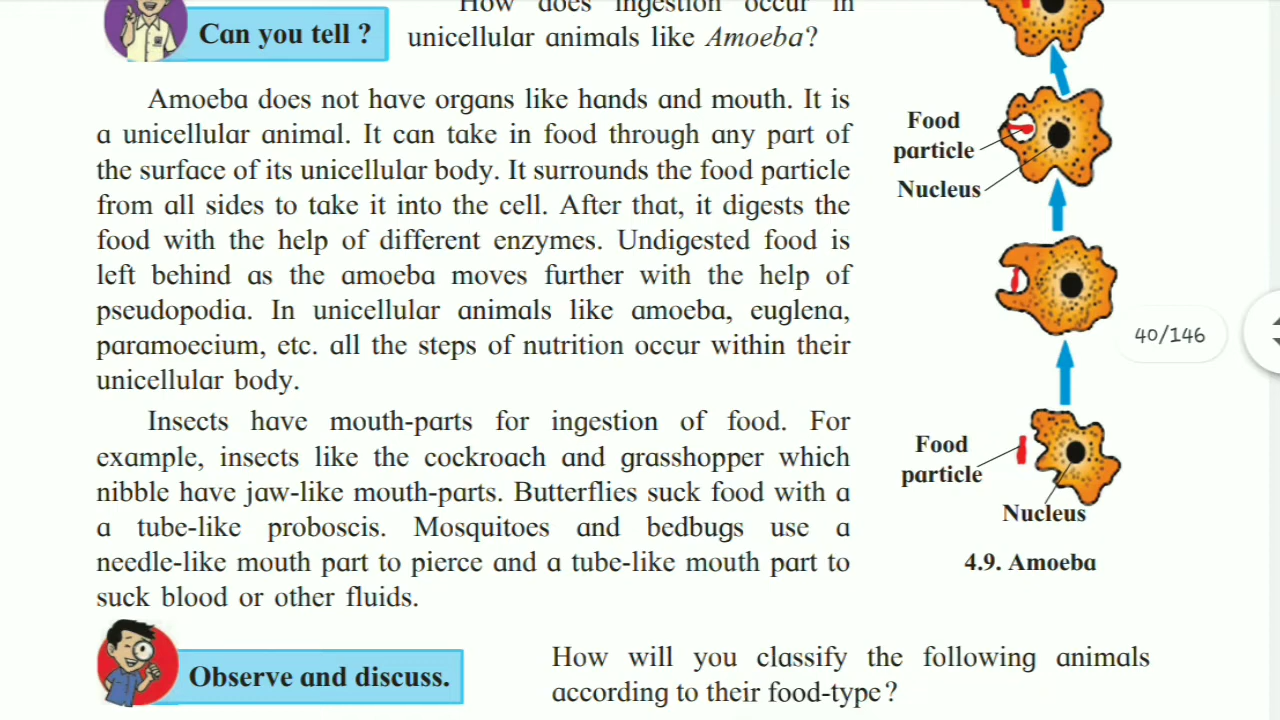 How does ingestion occur in
Can you tell ?
unicellular animals like Amoeba?
Amoeba does not have organs like hands and mouth. It is
a unicellular animal. It can take in food through any part of
the surface of its unicellular body. It surrounds the food particle
from all sides to take it into the cell. After that, it digests the
food with the help of different enzymes. Undigested food is
left behind as the amoeba moves further with the help of
pseudopodia. In unicellular animals like amoeba, euglena,
paramoecium, etc. all the steps of nutrition occur within their
unicellular body.
Insects have mouth-parts for ingestion of food. For
example, insects like the cockroach and grasshopper which
nibble have jaw-like mouth-parts. Butterflies suck food with a
a tube-like proboscis. Mosquitoes and bedbugs use a
needle-like mouth part to pierce and a tube-like mouth part to
suck blood or other fluids.
Food
particle
Nucleus
40/146
Food
particle
Nucleus
4.9. Amoeba
Observe and discuss.
How will you classify the following animals
according to their food-type?